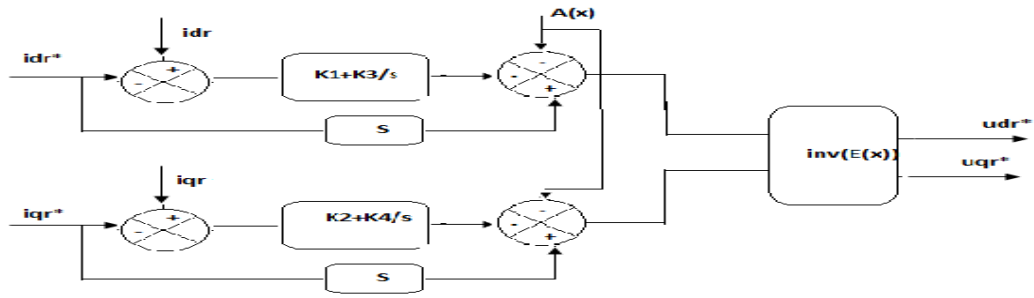 A(x)
idr
idr*
+
-
K1+K3/s
-
-
-
+
S
udr*
inv(E(x))
uqr*
iqr
iqr*
+
-
K2+K4/s
-
-
-
+
S